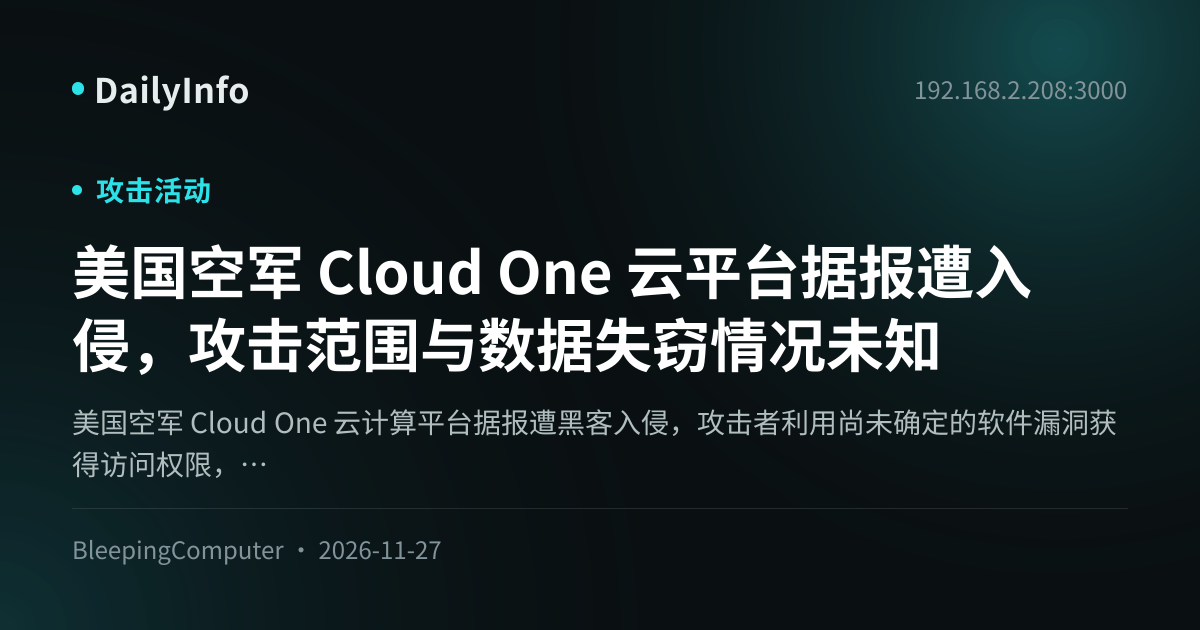 DailyInfo
192.168.2.208:3000
攻击活动
美国空军 Cloud One 云平台据报遭入
侵，攻击范围与数据失窃情况未知
美国空军 Cloud One 云计算平台据报遭黑客入侵，攻击者利用尚未确定的软件漏洞获
得访问权限，…
BleepingComputer • 2026-11-27